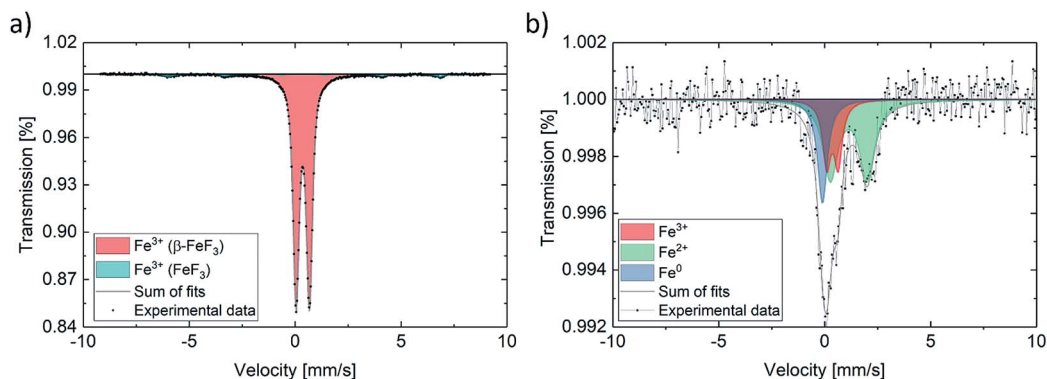 a)
1.02
0.99
0.96
0.93
0.90
0.87
0.84
Transmission [%]
Fe³⁺ (β-FeF₃)
Fe³⁺ (FeF₃)
Sum of fits
Experimental data
-10
-5
0
5
10
Velocity [mm/s]
b)
1.002
1.000
0.998
0.996
0.994
0.992
Transmission [%]
Fe³⁺
Fe²⁺
Fe⁰
Sum of fits
Experimental data
-10
-5
0
5
10
Velocity [mm/s]